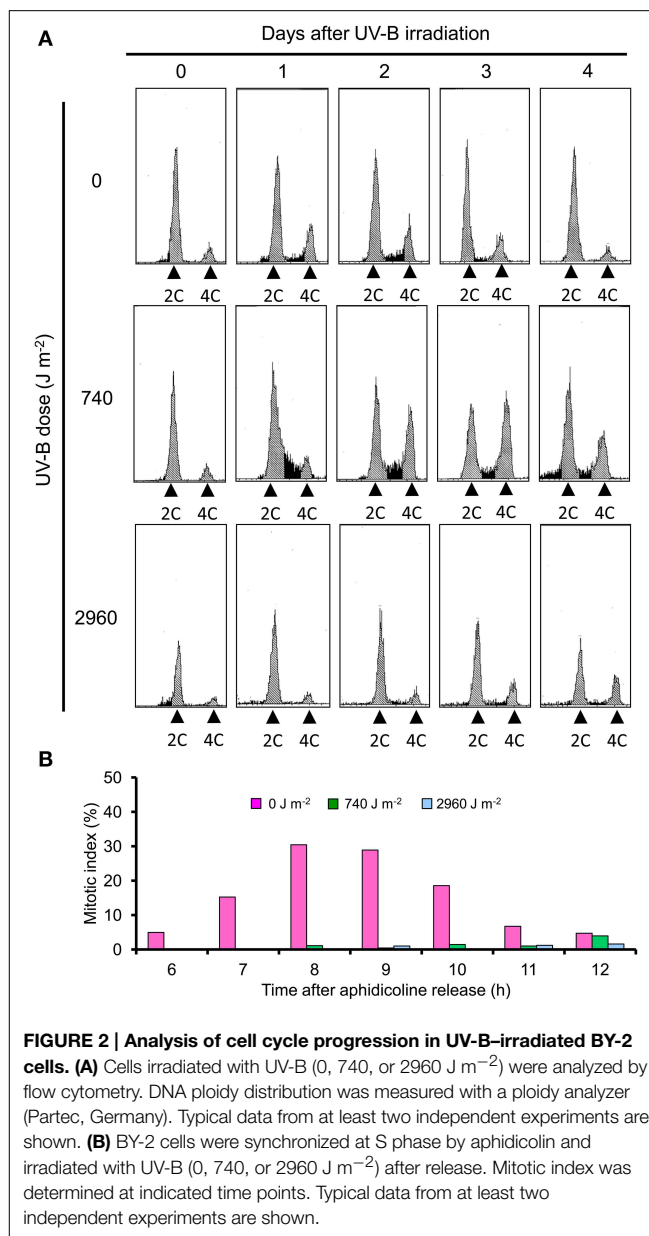 A
Days after UV-B irradiation
0 1 2 3 4
UV-B dose (J m⁻²)
0
2C 4C 2C 4C 2C 4C 2C 4C 2C 4C
740
2C 4C 2C 4C 2C 4C 2C 4C 2C 4C
2960
2C 4C 2C 4C 2C 4C 2C 4C 2C 4C
B
Mitotic index (%)
50
40
30
20
10
0
0 J m⁻² 740 J m⁻² 2960 J m⁻²
6 7 8 9 10 11 12
Time after aphidicoline release (h)
FIGURE 2 | Analysis of cell cycle progression in UV-B–irradiated BY-2
cells. (A) Cells irradiated with UV-B (0, 740, or 2960 J m⁻²) were analyzed by
flow cytometry. DNA ploidy distribution was measured with a ploidy analyzer
(Partec, Germany). Typical data from at least two independent experiments are
shown. (B) BY-2 cells were synchronized at S phase by aphidicolin and
irradiated with UV-B (0, 740, or 2960 J m⁻²) after release. Mitotic index was
determined at indicated time points. Typical data from at least two
independent experiments are shown.